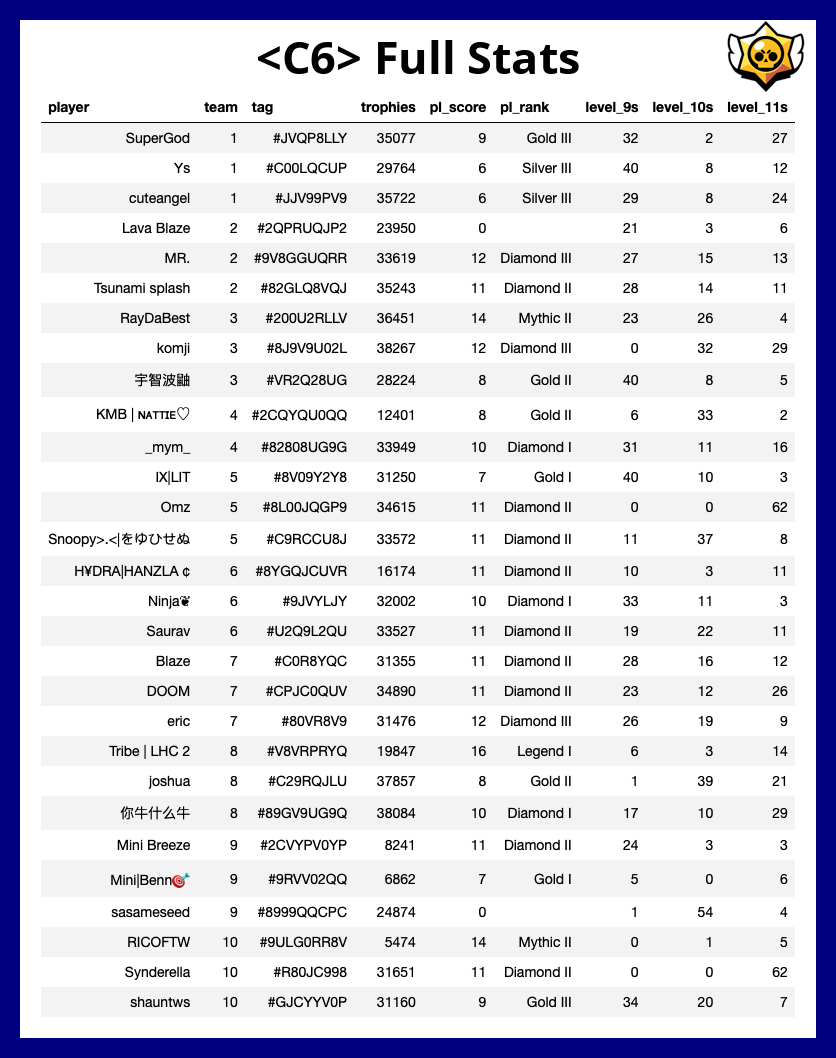 <C6> Full Stats
player team tag trophies pl_score pl_rank level_9s level_10s level_11s
SuperGod 1 #JVQP8LLY 35077 9 Gold III 32 2 27
Ys 1 #C00LQCUP 29764 6 Silver III 40 8 12
cuteangel 1 #JJV99PV9 35722 6 Silver III 29 8 24
Lava Blaze 2 #2QPRUQJP2 23950 0 21 3 6
MR. 2 #9V8GGUQRR 33619 12 Diamond III 27 15 13
Tsunami splash 2 #82GLQ8VQJ 35243 11 Diamond II 28 14 11
RayDaBest 3 #200U2RLLV 36451 14 Mythic II 23 26 4
komji 3 #8J9V9U02L 38267 12 Diamond III 0 32 29
宇智波鼬 3 #VR2Q28UG 28224 8 Gold II 40 8 5
KMB | ɴᴀᴛᴛɪᴇ♡ 4 #2CQYQU0QQ 12401 8 Gold II 6 33 2
_mym_ 4 #82808UG9G 33949 10 Diamond I 31 11 16
IX|LIT 5 #8V09Y2Y8 31250 7 Gold I 40 10 3
Omz 5 #8L00JQGP9 34615 11 Diamond II 0 0 62
Snoopy>.<|をゆひせぬ 5 #C9RCCU8J 33572 11 Diamond II 11 37 8
H¥DRA|HANZLA ¢ 6 #8YGQJCUVR 16174 11 Diamond II 10 3 11
Ninja❦ 6 #9JVYLJY 32002 10 Diamond I 33 11 3
Saurav 6 #U2Q9L2QU 33527 11 Diamond II 19 22 11
Blaze 7 #C0R8YQC 31355 11 Diamond II 28 16 12
DOOM 7 #CPJC0QUV 34890 11 Diamond II 23 12 26
eric 7 #80VR8V9 31476 12 Diamond III 26 19 9
Tribe | LHC 2 8 #V8VRPRYQ 19847 16 Legend I 6 3 14
joshua 8 #C29RQJLU 37857 8 Gold II 1 39 21
你牛什么牛 8 #89GV9UG9Q 38084 10 Diamond I 17 10 29
Mini Breeze 9 #2CVYPV0YP 8241 11 Diamond II 24 3 3
Mini|Benn🎯 9 #9RVV02QQ 6862 7 Gold I 5 0 6
sasameseed 9 #8999QQCPC 24874 0 1 54 4
RICOFTW 10 #9ULG0RR8V 5474 14 Mythic II 0 1 5
Synderella 10 #R80JC998 31651 11 Diamond II 0 0 62
shauntws 10 #GJCYYV0P 31160 9 Gold III 34 20 7